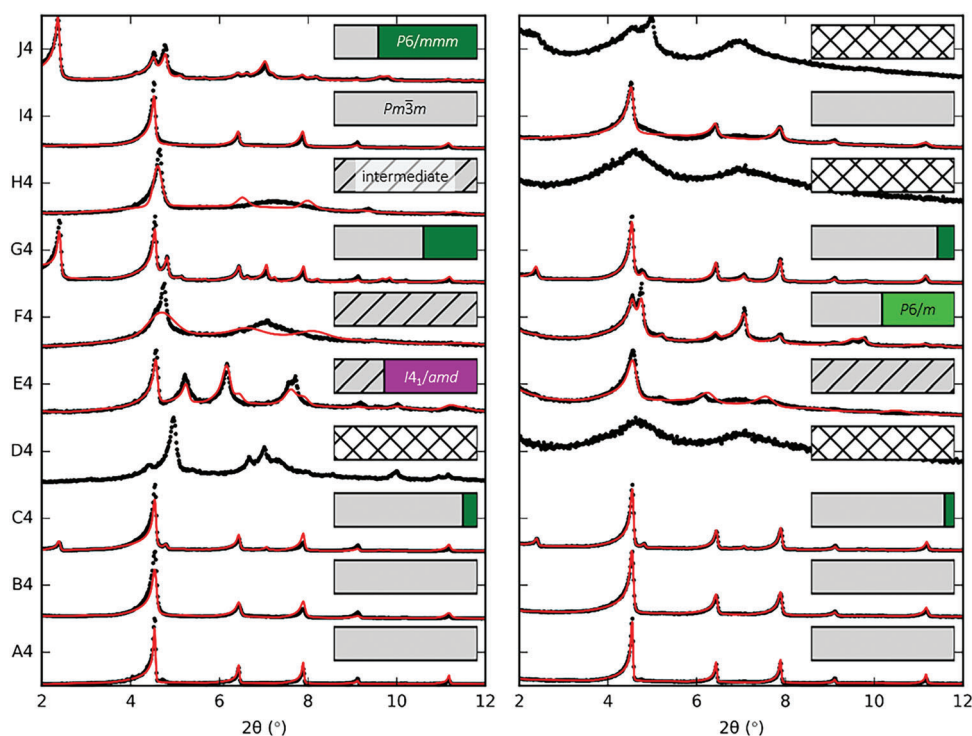 J4
P6/mmm
I4
Pm3̄m
H4
intermediate
G4
F4
P6/m
E4
I4₁/amd
D4
C4
B4
A4
2 4 6 8 10 12
2 4 6 8 10 12
2θ (°)
2θ (°)